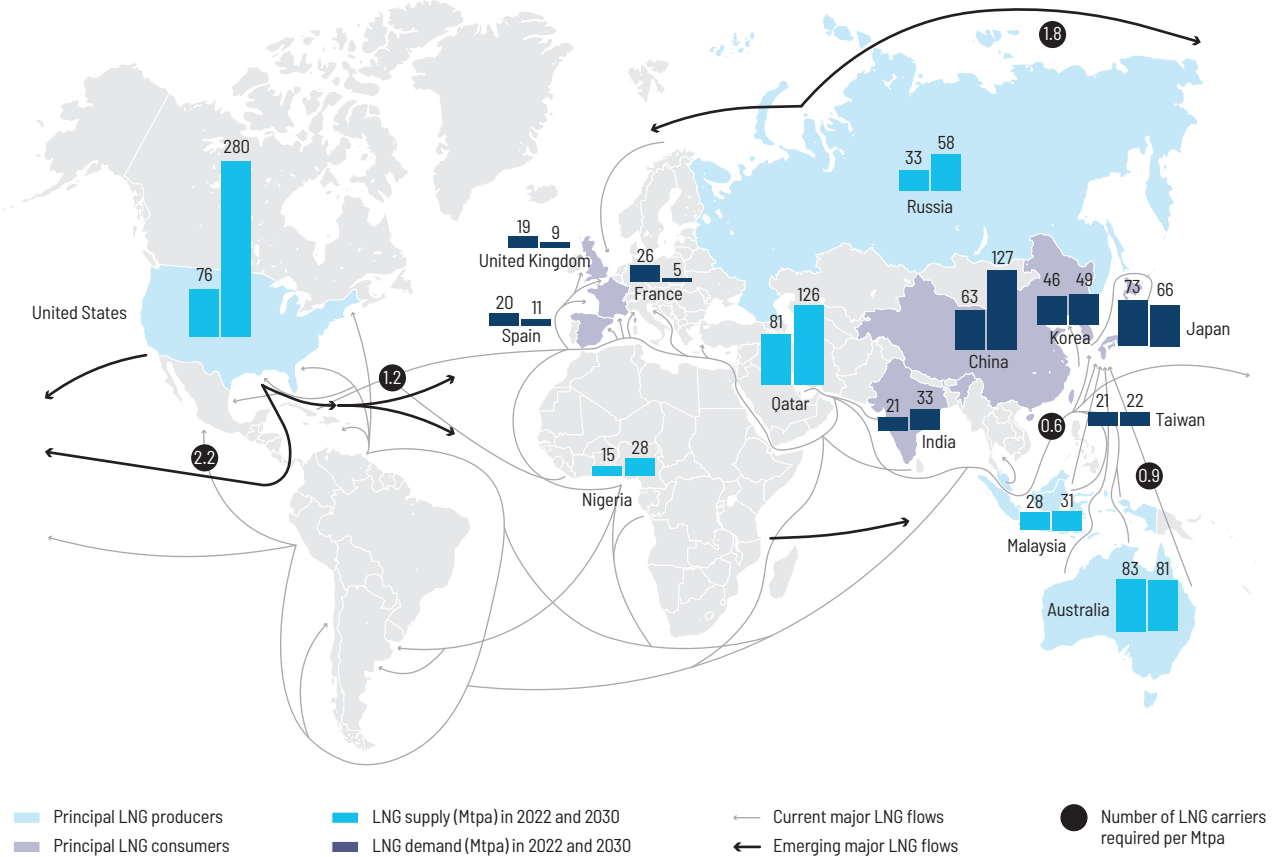 1.8
280
33
58
Russia
19
9
United Kingdom
26
5
France
127
63
46
49
Korea
73
66
Japan
76
United States
20
11
Spain
81
126
Qatar
China
1.2
21
33
India
0.6
21
22
Taiwan
2.2
15
28
Nigeria
0.9
28
31
Malaysia
83
81
Australia
Principal LNG producers
Principal LNG consumers
LNG supply (Mtpa) in 2022 and 2030
LNG demand (Mtpa) in 2022 and 2030
Current major LNG flows
Emerging major LNG flows
Number of LNG carriers
required per Mtpa